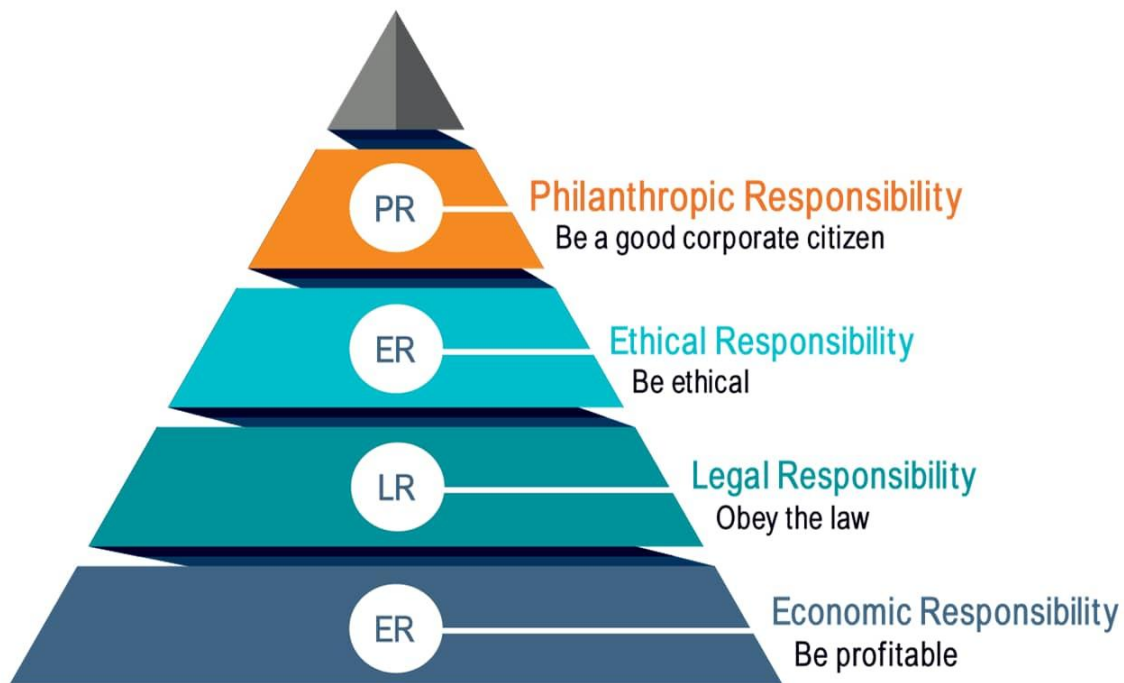 PR
Philanthropic Responsibility
Be a good corporate citizen
ER
Ethical Responsibility
Be ethical
LR
Legal Responsibility
Obey the law
ER
Economic Responsibility
Be profitable